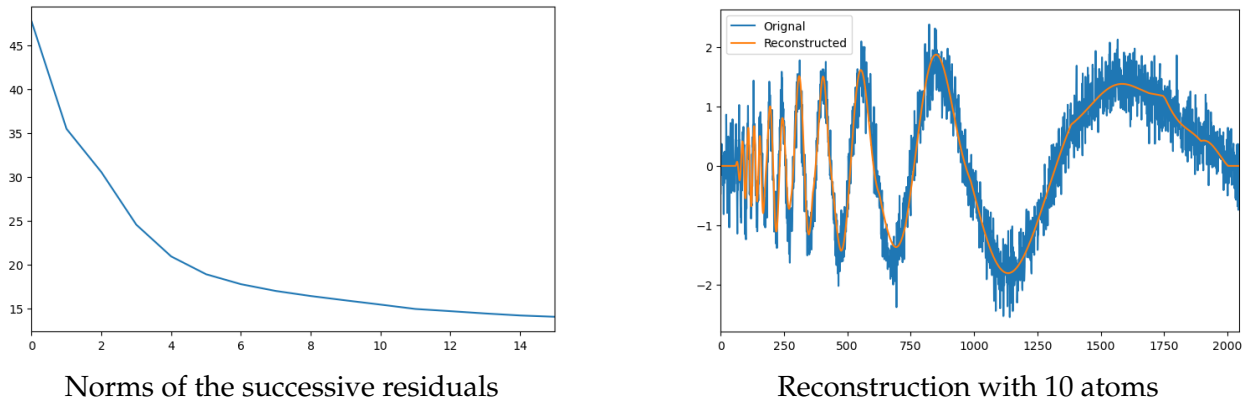 45
40
35
30
25
20
15
0 2 4 6 8 10 12 14
Norms of the successive residuals
Orignal
Reconstructed
2
1
0
−1
−2
0 250 500 750 1000 1250 1500 1750 2000
Reconstruction with 10 atoms